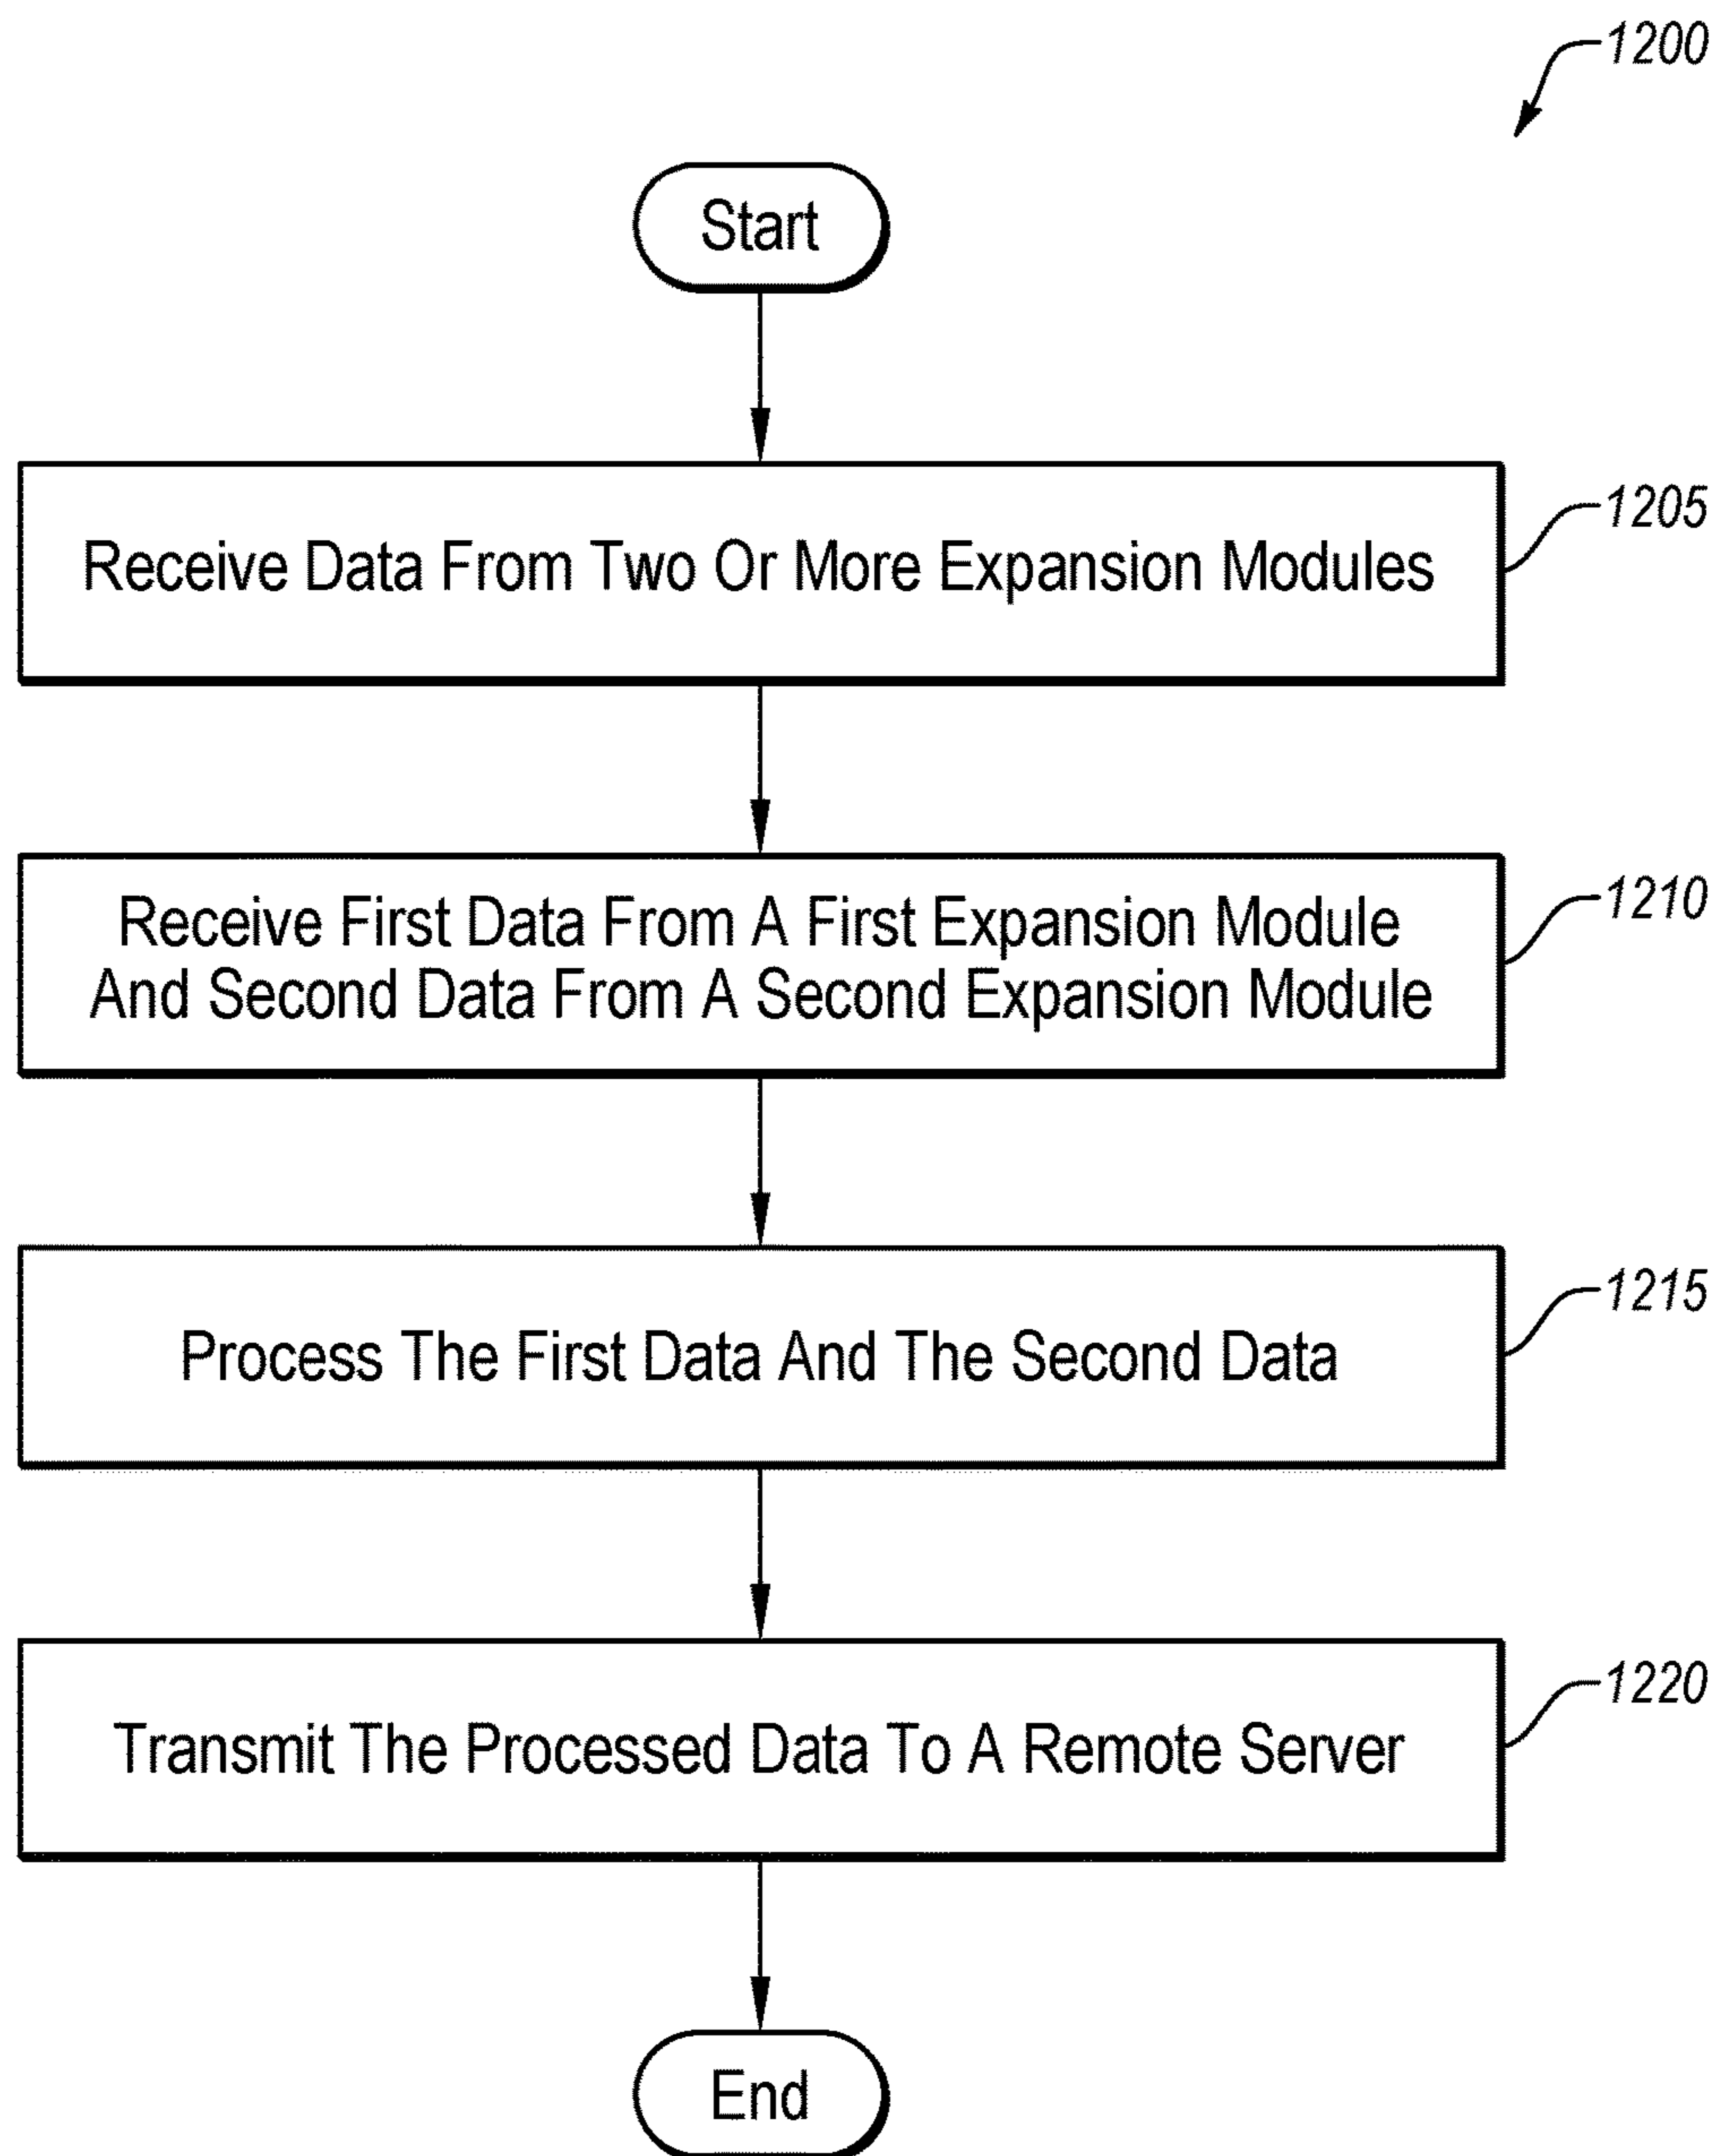 1200
Start
Receive Data From Two Or More Expansion Modules
1205
Receive First Data From A First Expansion Module
And Second Data From A Second Expansion Module
1210
Process The First Data And The Second Data
1215
Transmit The Processed Data To A Remote Server
1220
End